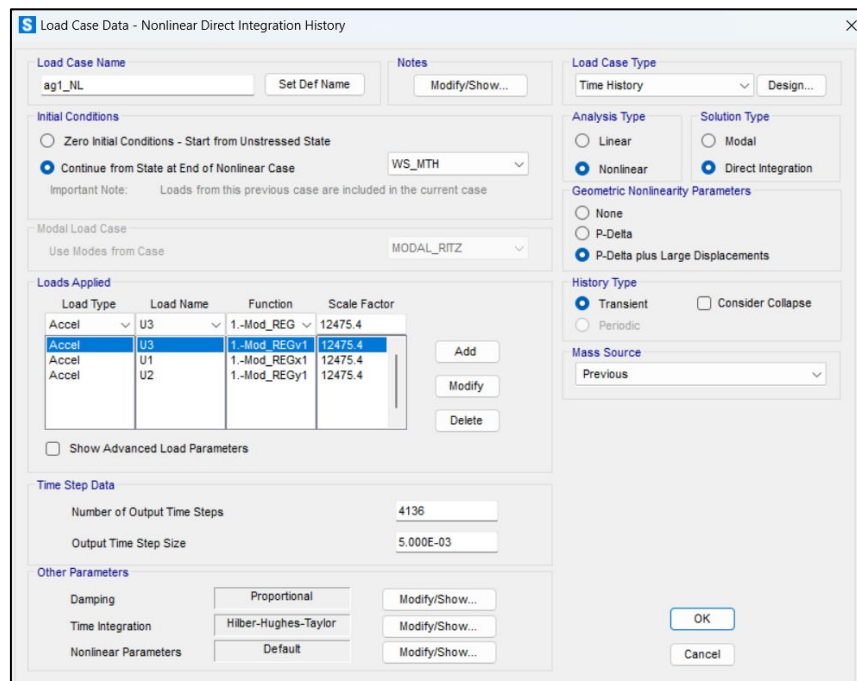 S Load Case Data - Nonlinear Direct Integration History
Load Case Name
ag1_NL
Set Def Name
Notes
Modify/Show...
Load Case Type
Time History
Design...
Initial Conditions
Zero Initial Conditions - Start from Unstressed State
Continue from State at End of Nonlinear Case
WS_MTH
Important Note: Loads from this previous case are included in the current case
Analysis Type
Linear
Nonlinear
Solution Type
Modal
Direct Integration
Geometric Nonlinearity Parameters
None
P-Delta
P-Delta plus Large Displacements
Modal Load Case
Use Modes from Case
MODAL_RITZ
Loads Applied
Load Type Load Name Function Scale Factor
Accel U3 1.-Mod_REG 12475.4
Accel U3 1.-Mod_REGv1 12475.4
Accel U1 1.-Mod_REGx1 12475.4
Accel U2 1.-Mod_REGy1 12475.4
Add
Modify
Delete
Show Advanced Load Parameters
History Type
Transient
Consider Collapse
Periodic
Mass Source
Previous
Time Step Data
Number of Output Time Steps 4136
Output Time Step Size 5.000E-03
Other Parameters
Damping Proportional Modify/Show...
Time Integration Hilber-Hughes-Taylor Modify/Show...
Nonlinear Parameters Default Modify/Show...
OK
Cancel